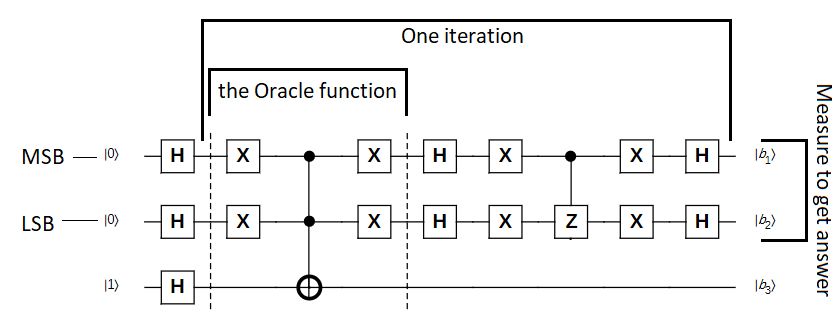 One iteration
the Oracle function
MSB |0⟩ H X X H X X H |b₁⟩
LSB |0⟩ H X X H X Z X H |b₂⟩
|1⟩ H |b₃⟩
Measure to get answer